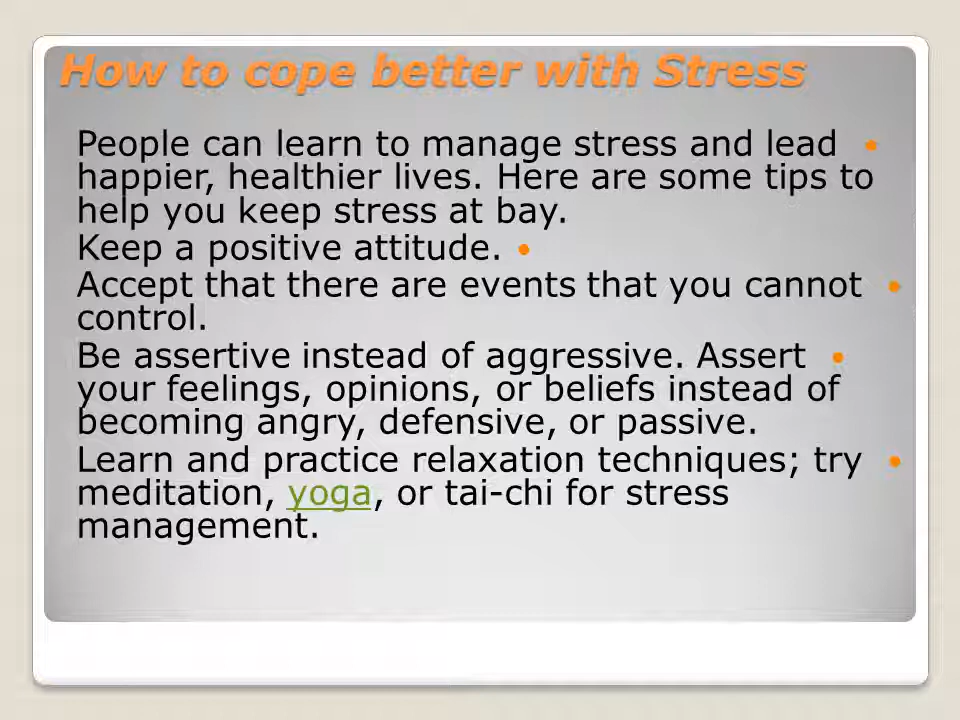 How to cope better with Stress
People can learn to manage stress and lead
happier, healthier lives. Here are some tips to
help you keep stress at bay.
Keep a positive attitude.
Accept that there are events that you cannot
control.
Be assertive instead of aggressive. Assert
your feelings, opinions, or beliefs instead of
becoming angry, defensive, or passive.
Learn and practice relaxation techniques; try
meditation, yoga, or tai-chi for stress
management.